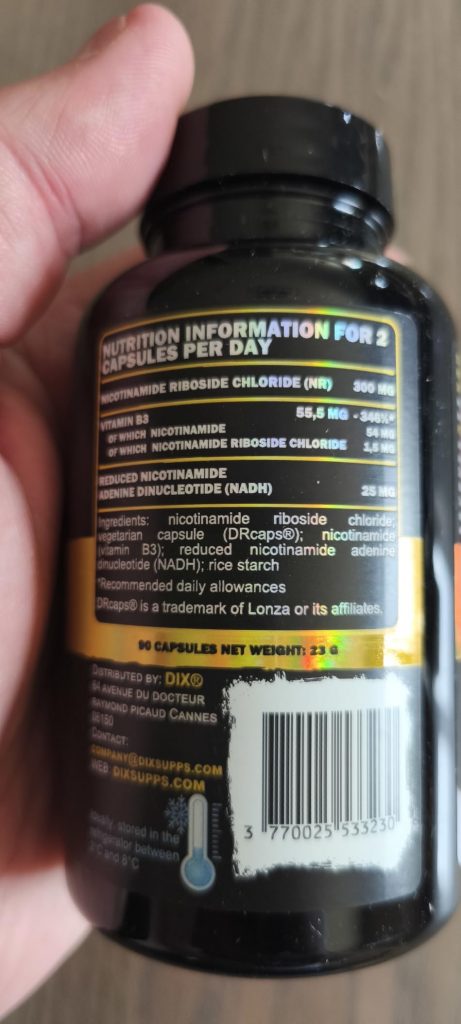 NUTRITION INFORMATION FOR 2
CAPSULES PER DAY
NICOTINAMIDE RIBOSIDE CHLORIDE (NR) 300 MG
VITAMIN B3 55,5 MG - 346%*
OF WHICH NICOTINAMIDE 54 MG
OF WHICH NICOTINAMIDE RIBOSIDE CHLORIDE 1,5 MG
REDUCED NICOTINAMIDE
ADENINE DINUCLEOTIDE (NADH) 25 MG
Ingredients: nicotinamide riboside chloride;
vegetarian capsule (DRcaps®); nicotinamide
(vitamin B3); reduced nicotinamide adenine
dinucleotide (NADH); rice starch
*Recommended daily allowances
DRcaps® is a trademark of Lonza or its affiliates.
90 CAPSULES NET WEIGHT: 23 G
DISTRIBUTED BY: DIX®
94 AVENUE DU DOCTEUR
RAYMOND PICAUD CANNES
06150
CONTACT:
COMPANY@DIXSUPPS.COM
WEB DIXSUPPS.COM
Ideally stored in the
refrigerator between
2°C and 8°C
3 770025 533230